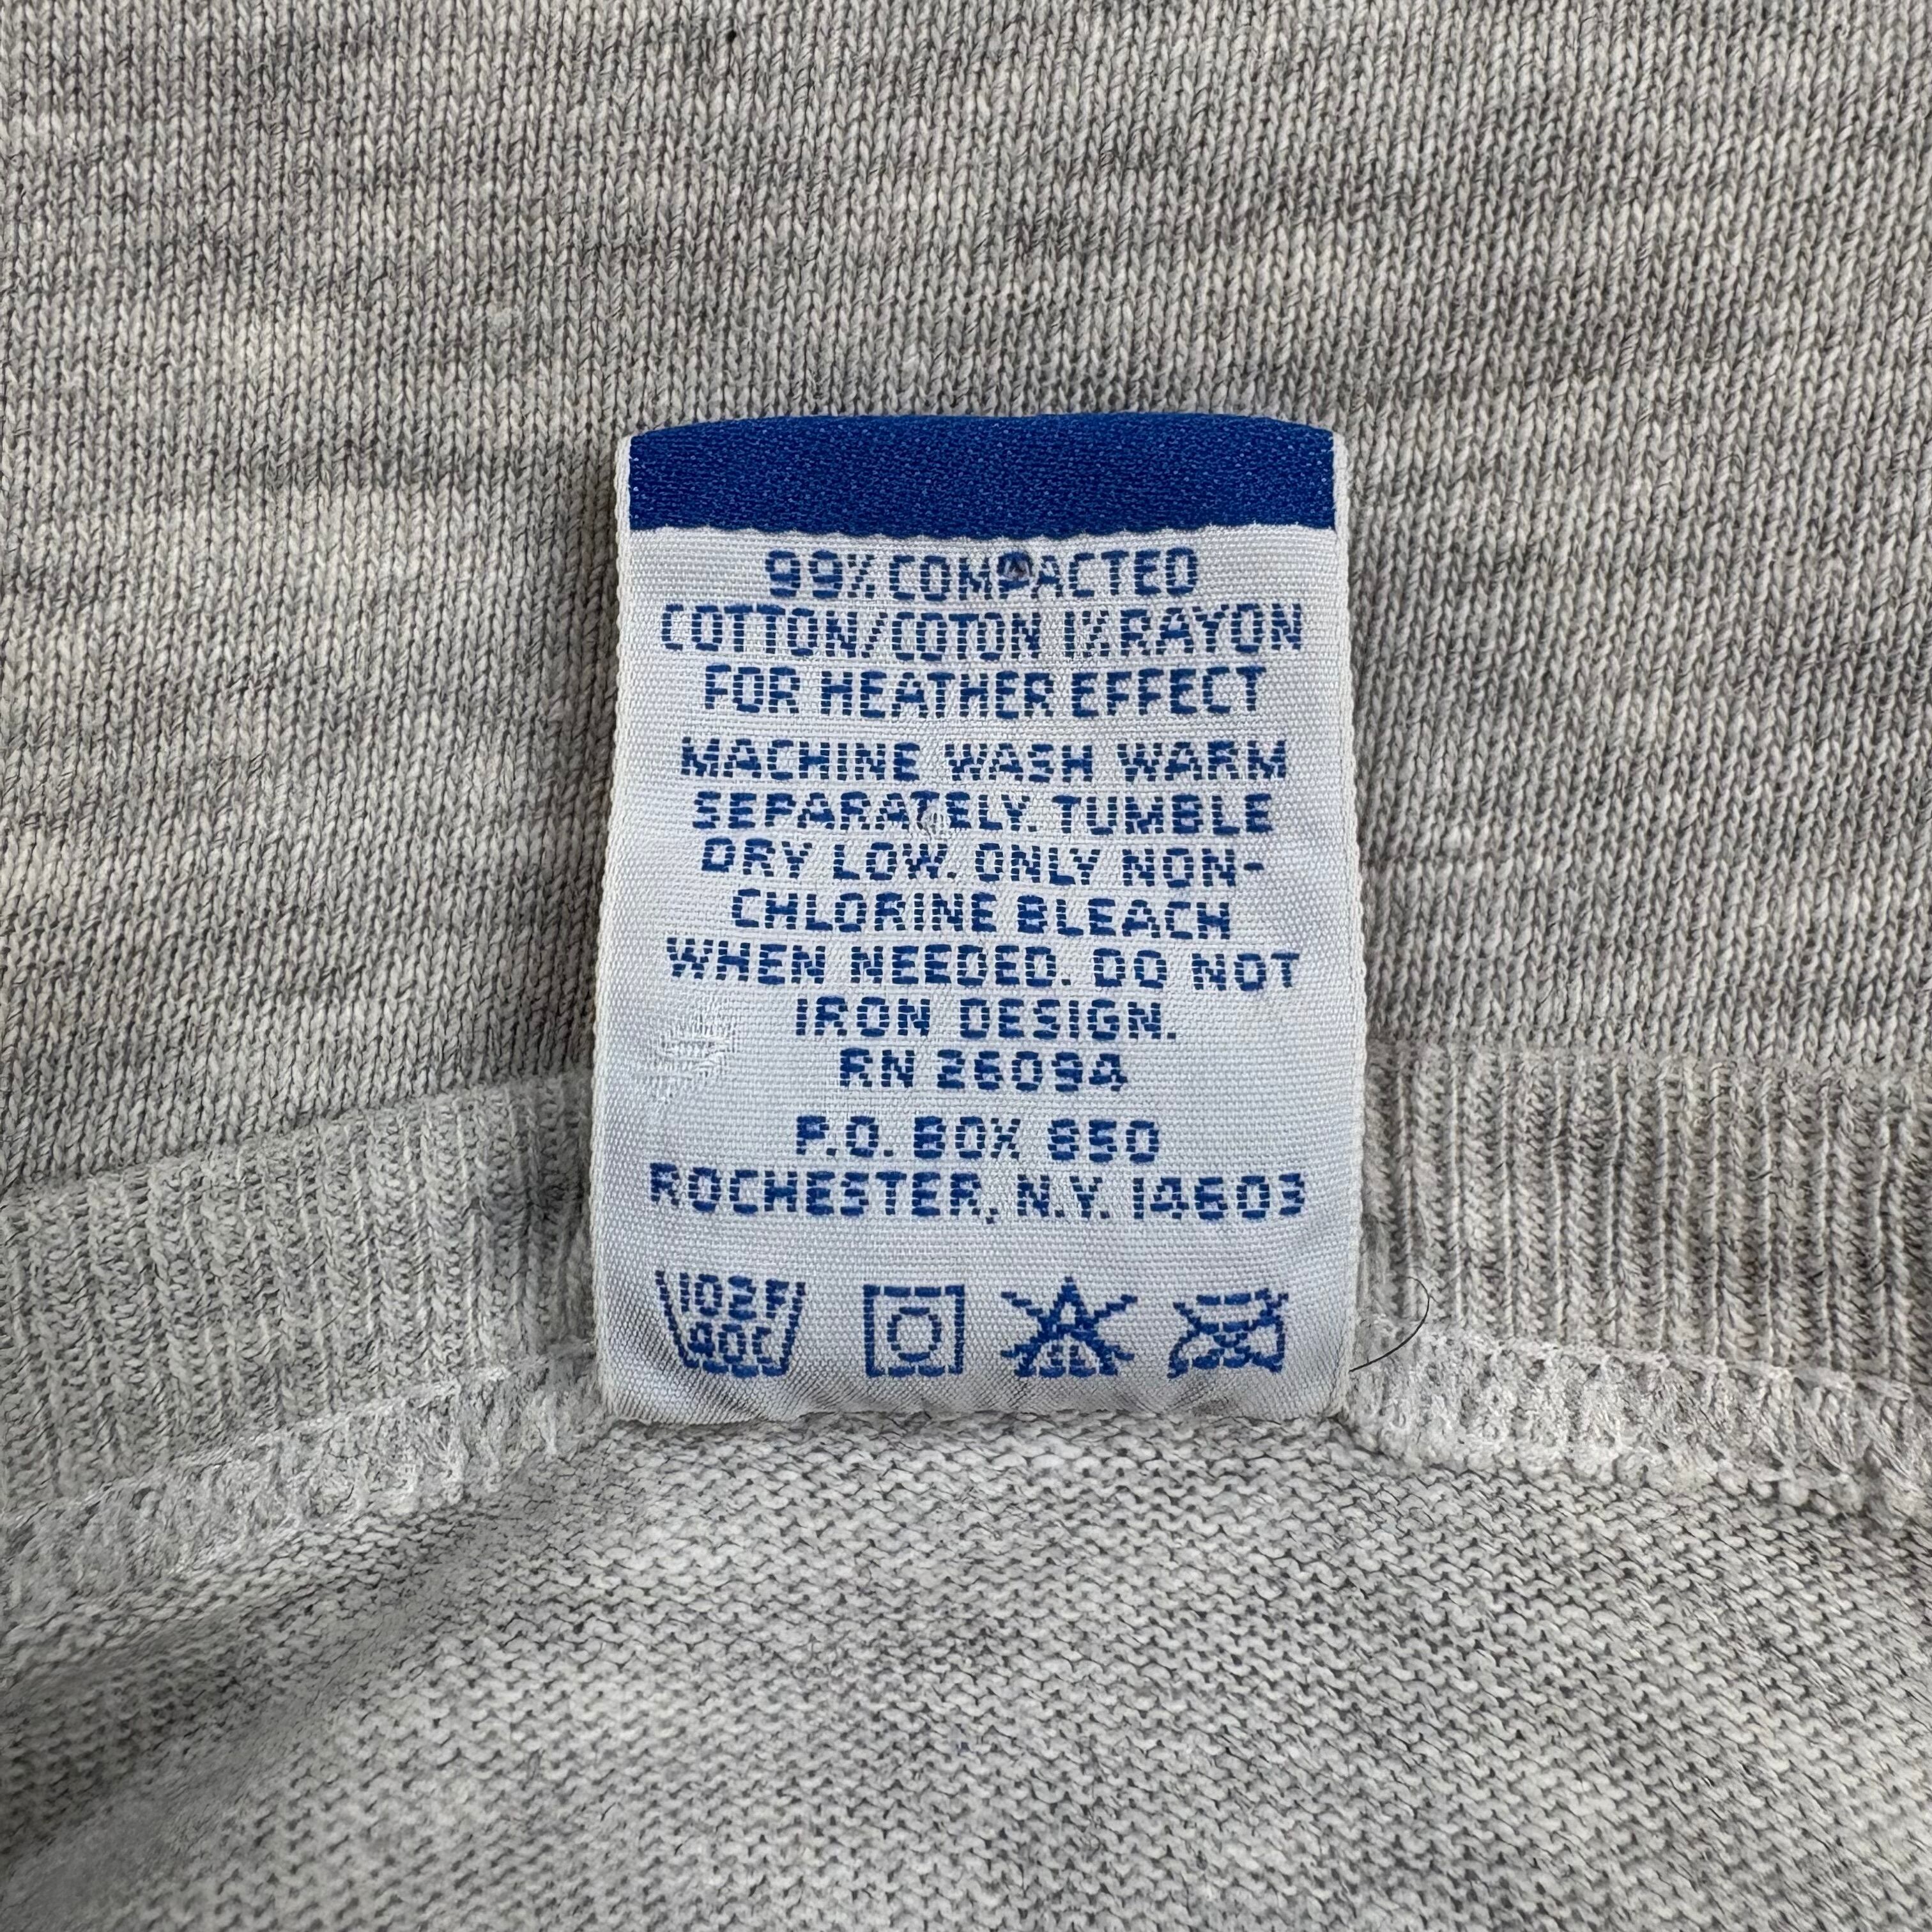 99% COMPACTED
COTTON/COTON 1% RAYON
FOR HEATHER EFFECT
MACHINE WASH WARM
SEPARATELY. TUMBLE
DRY LOW. ONLY NON-
CHLORINE BLEACH
WHEN NEEDED. DO NOT
IRON DESIGN.
RN 26094
P.O. BOX 850
ROCHESTER, N.Y. 14603
102F
40C
CL